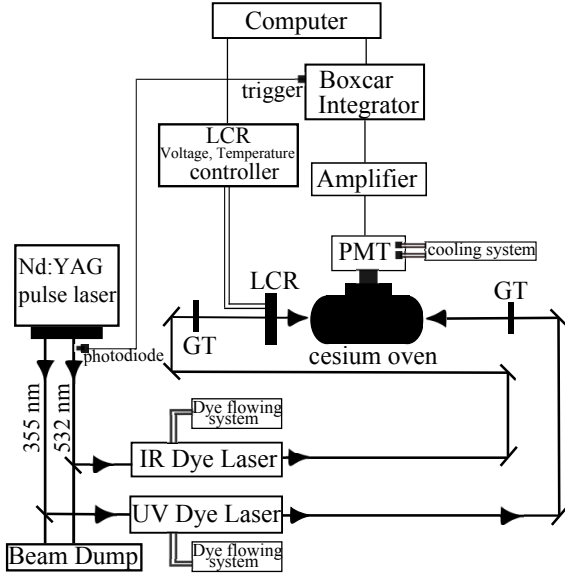 Computer
Boxcar
Integrator
trigger
LCR
Voltage, Temperature
controller
Amplifier
PMT
cooling system
Nd:YAG
pulse laser
LCR
GT
GT
cesium oven
photodiode
355 nm
532 nm
Dye flowing
system
IR Dye Laser
UV Dye Laser
Beam Dump
Dye flowing
system